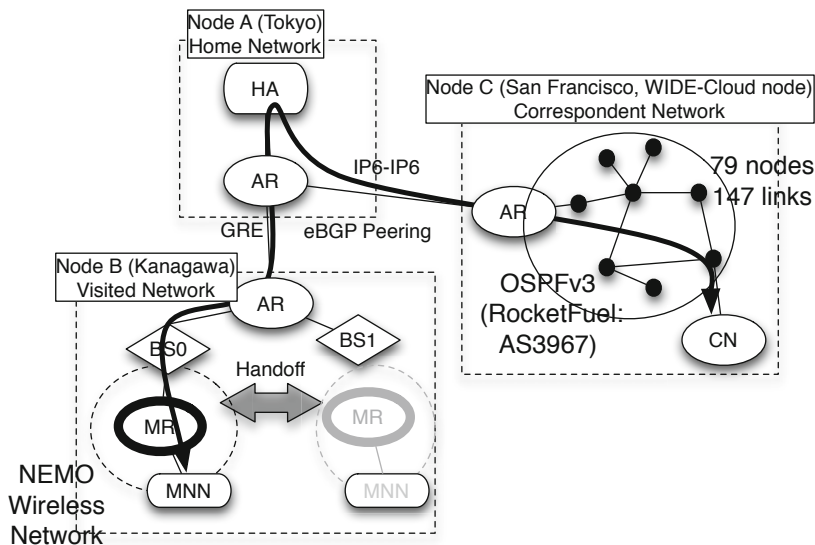 Node A (Tokyo)
Home Network
HA
AR
IP6-IP6
GRE
eBGP Peering
Node C (San Francisco, WIDE-Cloud node)
Correspondent Network
79 nodes
147 links
AR
OSPFv3
(RocketFuel:
AS3967)
CN
Node B (Kanagawa)
Visited Network
AR
BS0
BS1
Handoff
MR
MR
MNN
MNN
NEMO
Wireless
Network